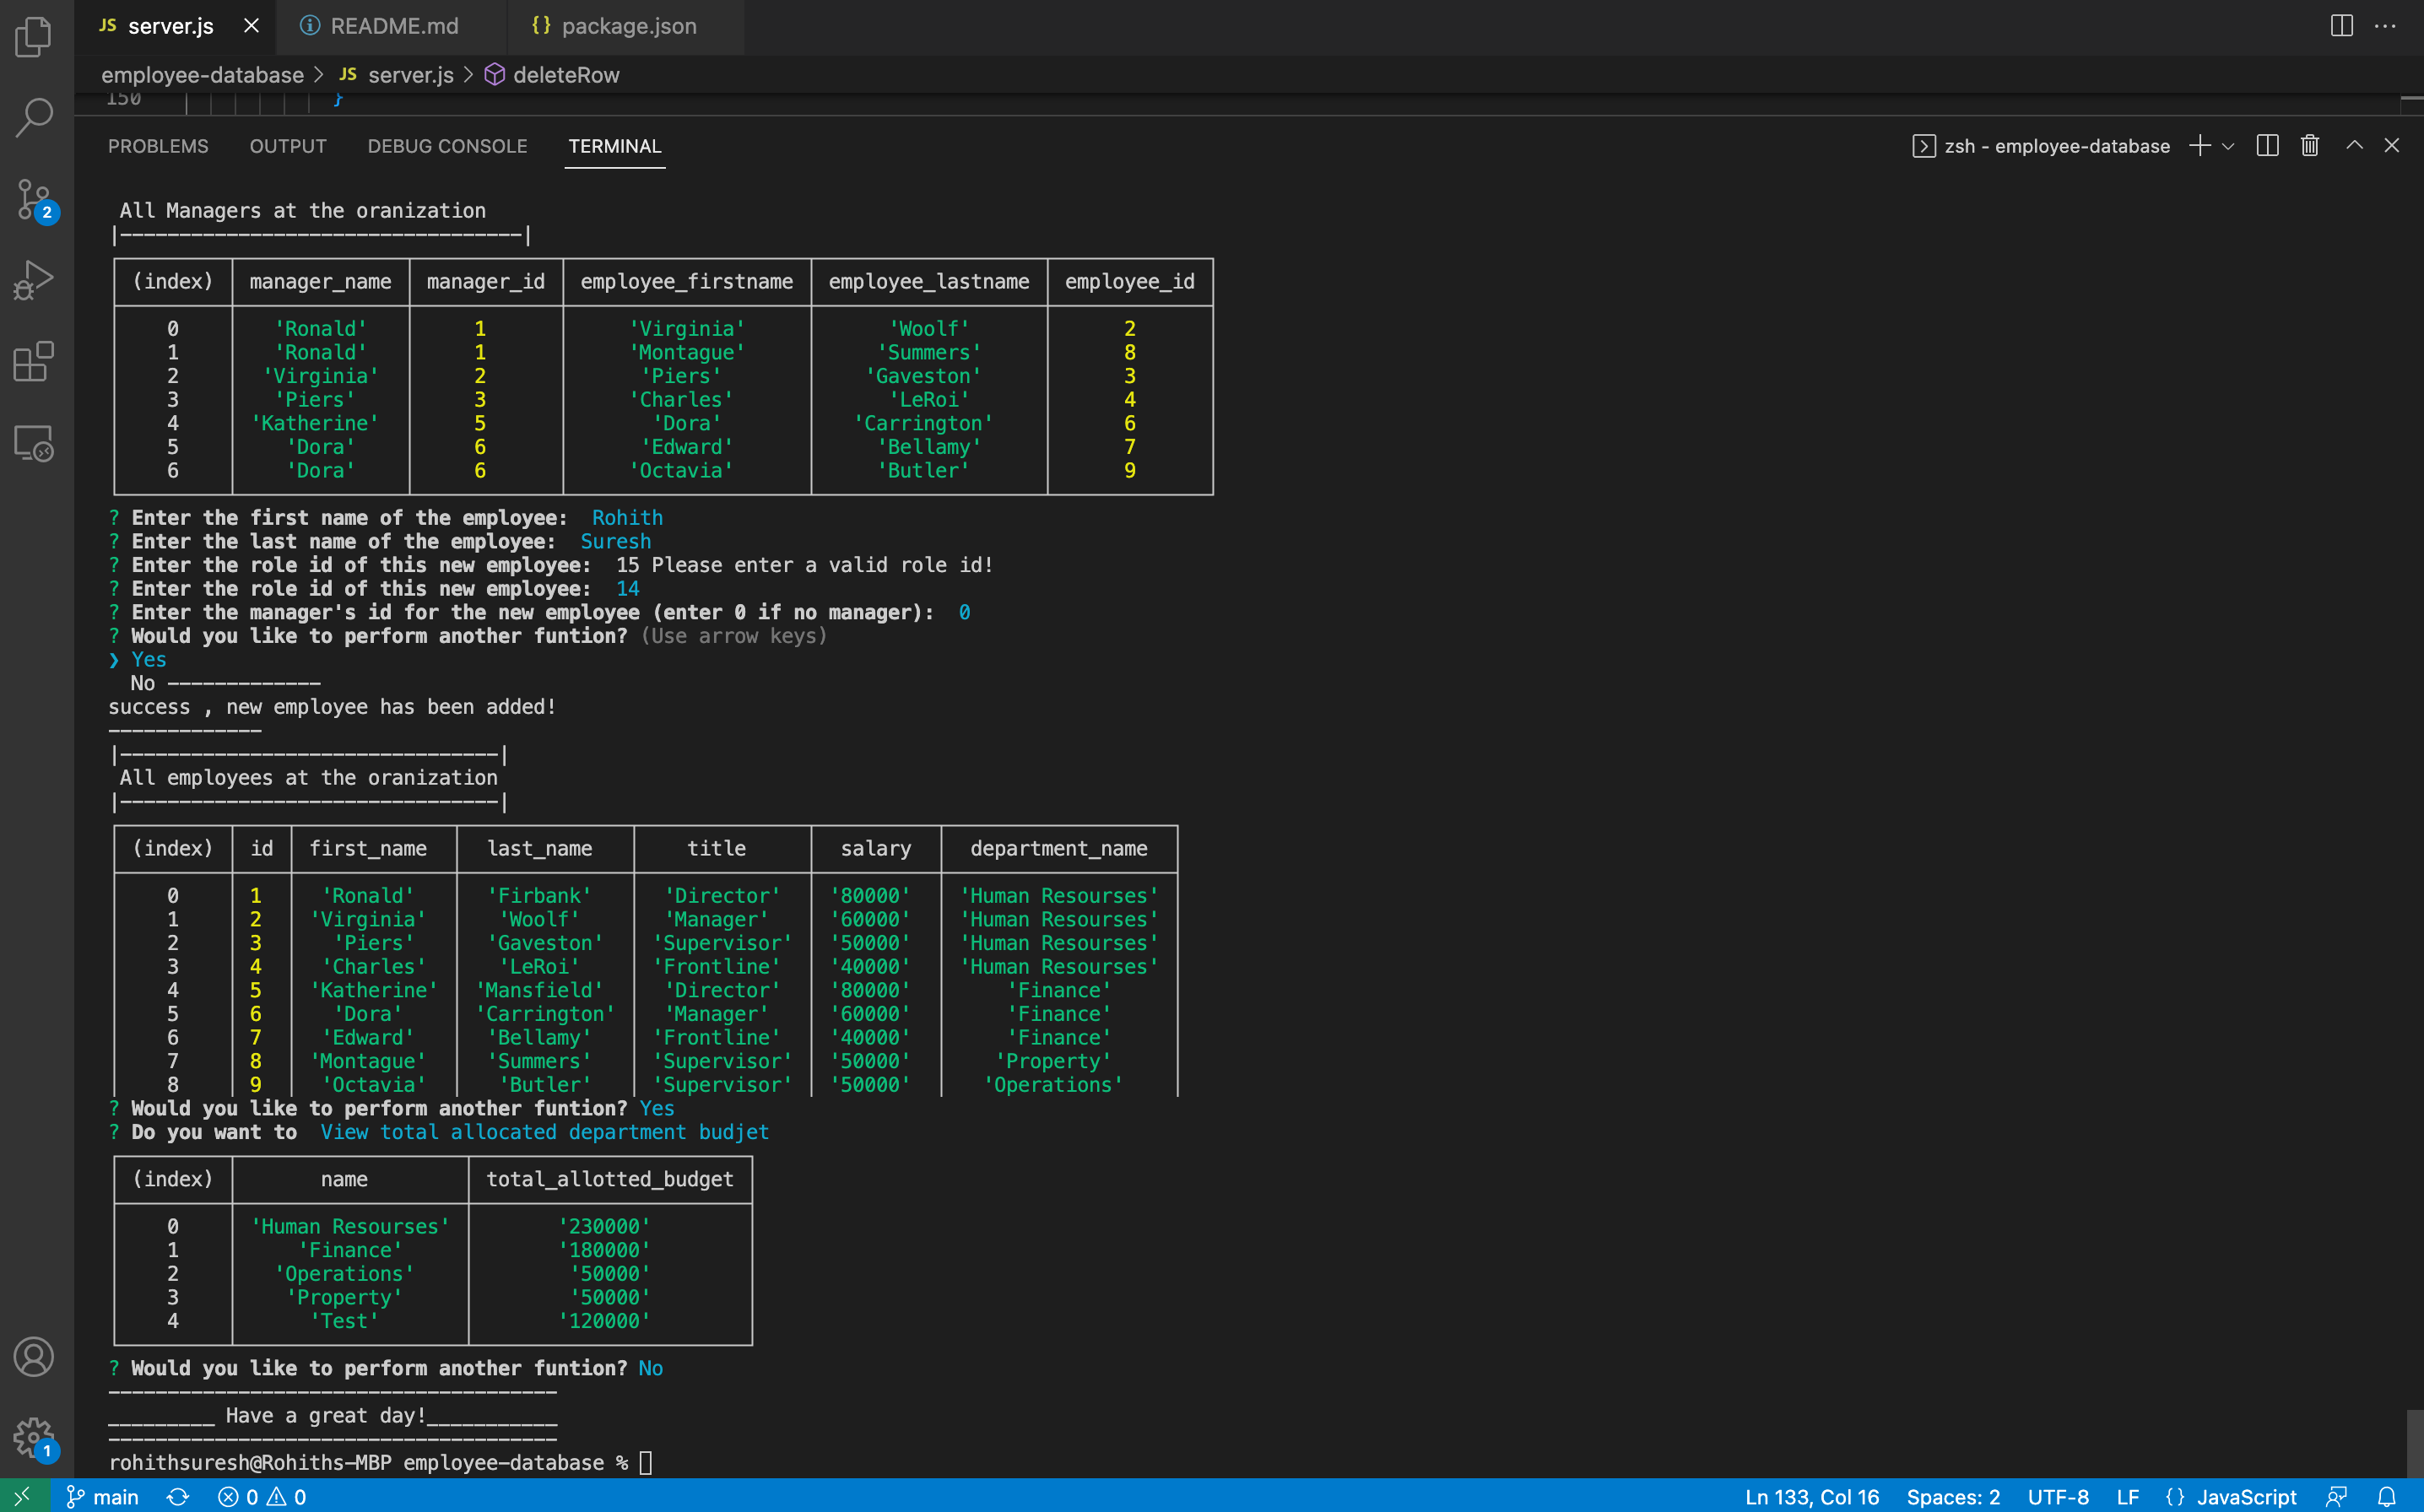 JS server.js × README.md {} package.json
employee-database > JS server.js > deleteRow
150 }
PROBLEMS OUTPUT DEBUG CONSOLE TERMINAL zsh - employee-database
All Managers at the oranization
|----------------------------------|
(index) manager_name manager_id employee_firstname employee_lastname employee_id
0 'Ronald' 1 'Virginia' 'Woolf' 2
1 'Ronald' 1 'Montague' 'Summers' 8
2 'Virginia' 2 'Piers' 'Gaveston' 3
3 'Piers' 3 'Charles' 'LeRoi' 4
4 'Katherine' 5 'Dora' 'Carrington' 6
5 'Dora' 6 'Edward' 'Bellamy' 7
6 'Dora' 6 'Octavia' 'Butler' 9
? Enter the first name of the employee: Rohith
? Enter the last name of the employee: Suresh
? Enter the role id of this new employee: 15 Please enter a valid role id!
? Enter the role id of this new employee: 14
? Enter the manager's id for the new employee (enter 0 if no manager): 0
? Would you like to perform another funtion? (Use arrow keys)
❯ Yes
No -------------
success , new employee has been added!
-------------
|--------------------------------|
All employees at the oranization
|--------------------------------|
(index) id first_name last_name title salary department_name
0 1 'Ronald' 'Firbank' 'Director' '80000' 'Human Resourses'
1 2 'Virginia' 'Woolf' 'Manager' '60000' 'Human Resourses'
2 3 'Piers' 'Gaveston' 'Supervisor' '50000' 'Human Resourses'
3 4 'Charles' 'LeRoi' 'Frontline' '40000' 'Human Resourses'
4 5 'Katherine' 'Mansfield' 'Director' '80000' 'Finance'
5 6 'Dora' 'Carrington' 'Manager' '60000' 'Finance'
6 7 'Edward' 'Bellamy' 'Frontline' '40000' 'Finance'
7 8 'Montague' 'Summers' 'Supervisor' '50000' 'Property'
8 9 'Octavia' 'Butler' 'Supervisor' '50000' 'Operations'
? Would you like to perform another funtion? Yes
? Do you want to View total allocated department budjet
(index) name total_allotted_budget
0 'Human Resourses' '230000'
1 'Finance' '180000'
2 'Operations' '50000'
3 'Property' '50000'
4 'Test' '120000'
? Would you like to perform another funtion? No
--------------------------------------
_________ Have a great day!___________
--------------------------------------
rohithsuresh@Rohiths-MBP employee-database %
2
1
main 0 0 Ln 133, Col 16 Spaces: 2 UTF-8 LF {} JavaScript